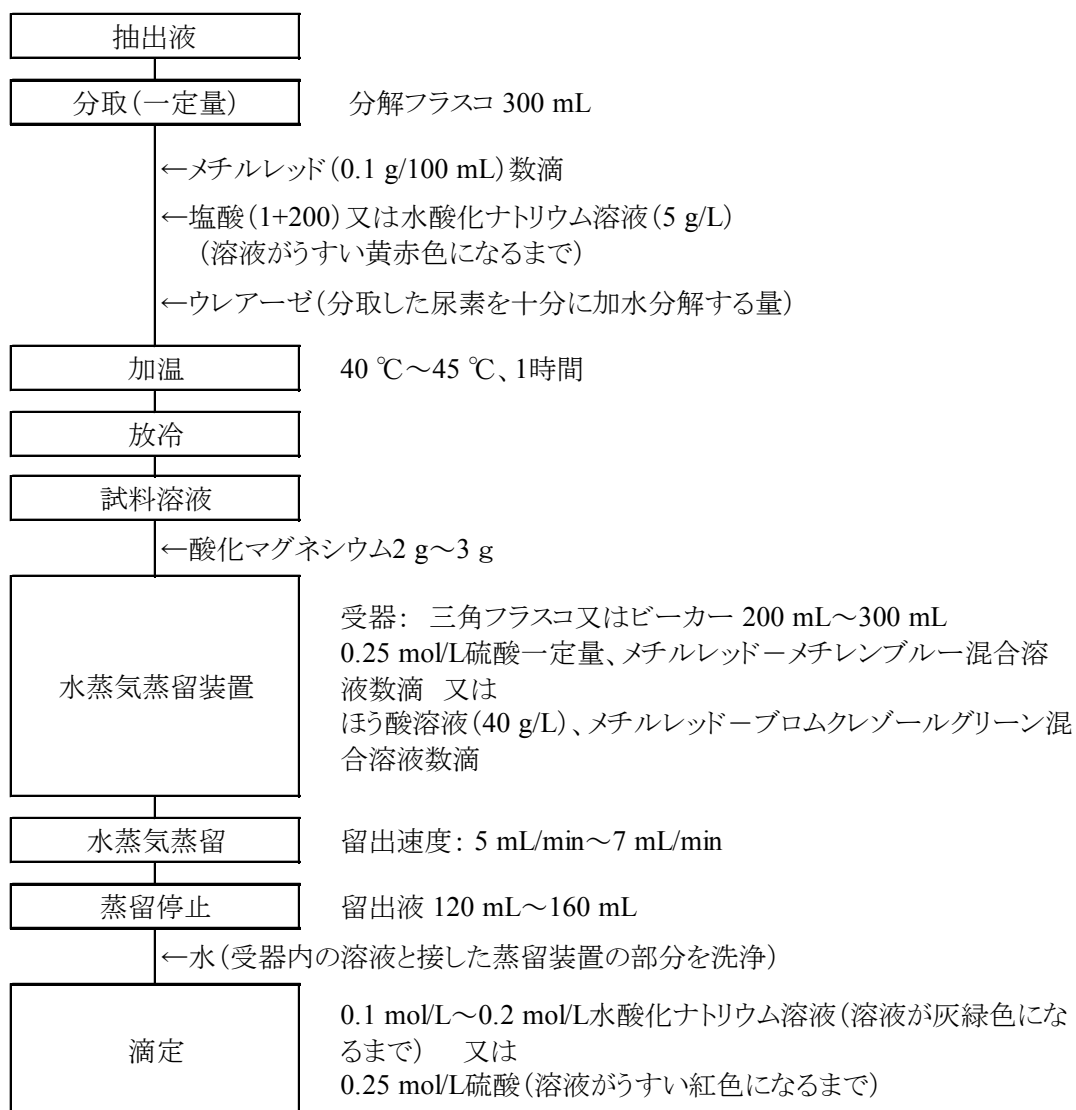 抽出液
分取(一定量) 分解フラスコ 300 mL
←メチルレッド(0.1 g/100 mL)数滴
←塩酸(1+200)又は水酸化ナトリウム溶液(5 g/L)
(溶液がうすい黄赤色になるまで)
←ウレアーゼ(分取した尿素を十分に加水分解する量)
加温 40 ℃~45 ℃、1時間
放冷
試料溶液
←酸化マグネシウム2 g~3 g
水蒸気蒸留装置
受器: 三角フラスコ又はビーカー 200 mL~300 mL
0.25 mol/L硫酸一定量、メチルレッド-メチレンブルー混合溶
液数滴 又は
ほう酸溶液(40 g/L)、メチルレッド-ブロムクレゾールグリーン混
合溶液数滴
水蒸気蒸留 留出速度: 5 mL/min~7 mL/min
蒸留停止 留出液 120 mL~160 mL
←水(受器内の溶液と接した蒸留装置の部分を洗浄)
滴定
0.1 mol/L~0.2 mol/L水酸化ナトリウム溶液(溶液が灰緑色にな
るまで) 又は
0.25 mol/L硫酸(溶液がうすい紅色になるまで)